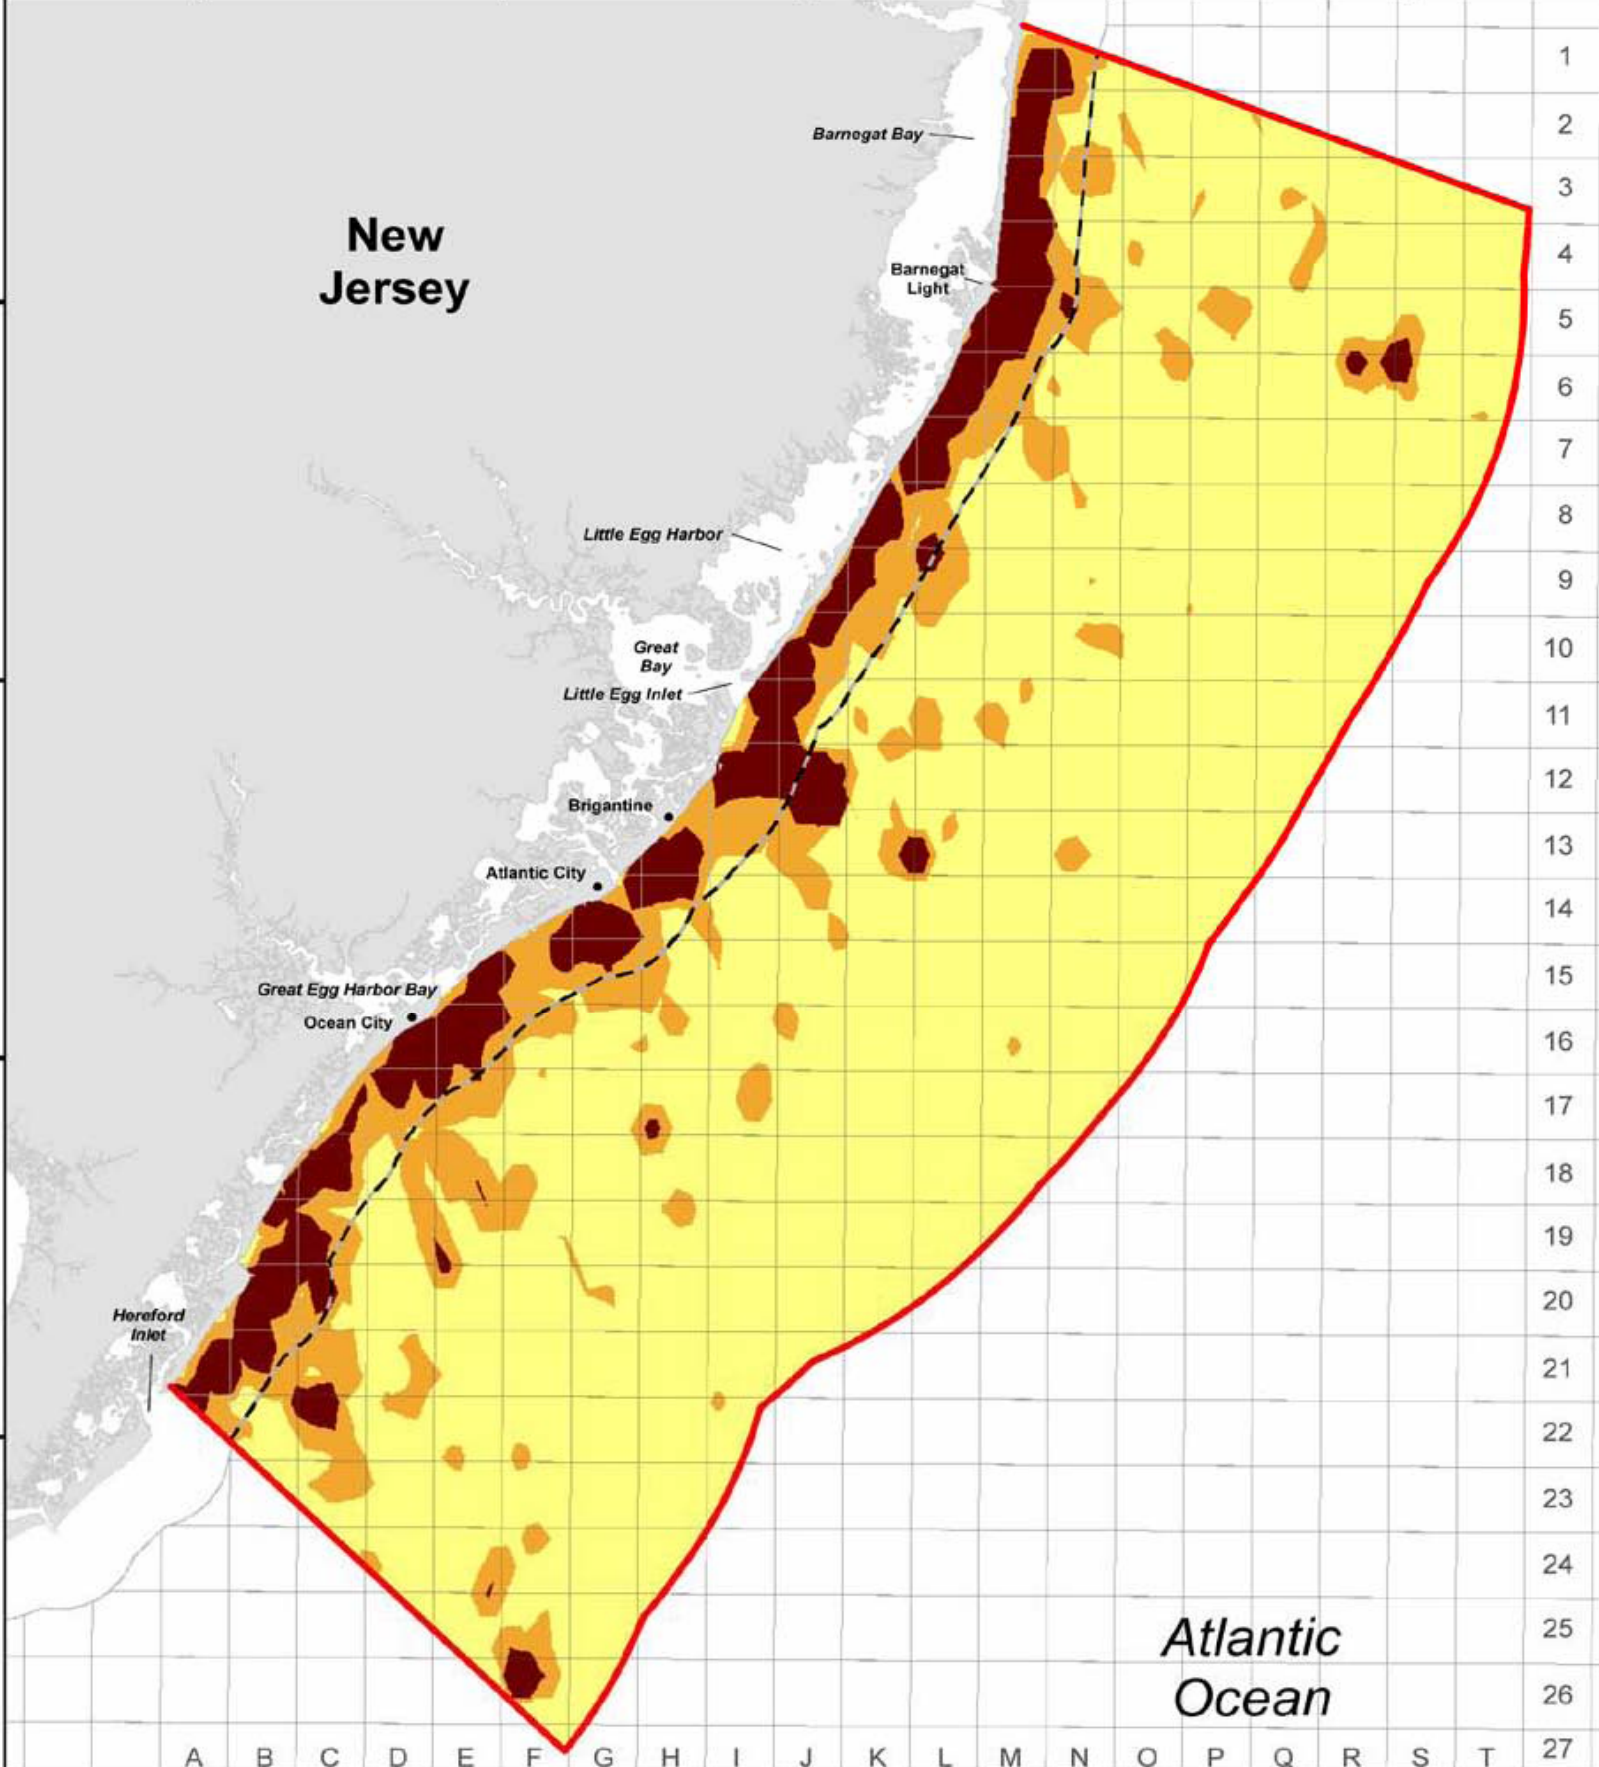 1
2
Barnegat Bay
3
New
Jersey
4
Barnegat
Light
5
6
7
8
Little Egg Harbor
9
10
Great
Bay
Little Egg Inlet
11
12
Brigantine
13
Atlantic City
14
15
Great Egg Harbor Bay
Ocean City
16
17
18
19
20
Hereford
Inlet
21
22
23
24
25
Atlantic
Ocean
26
A B C D E F G H I J K L M N O P Q R S T
27